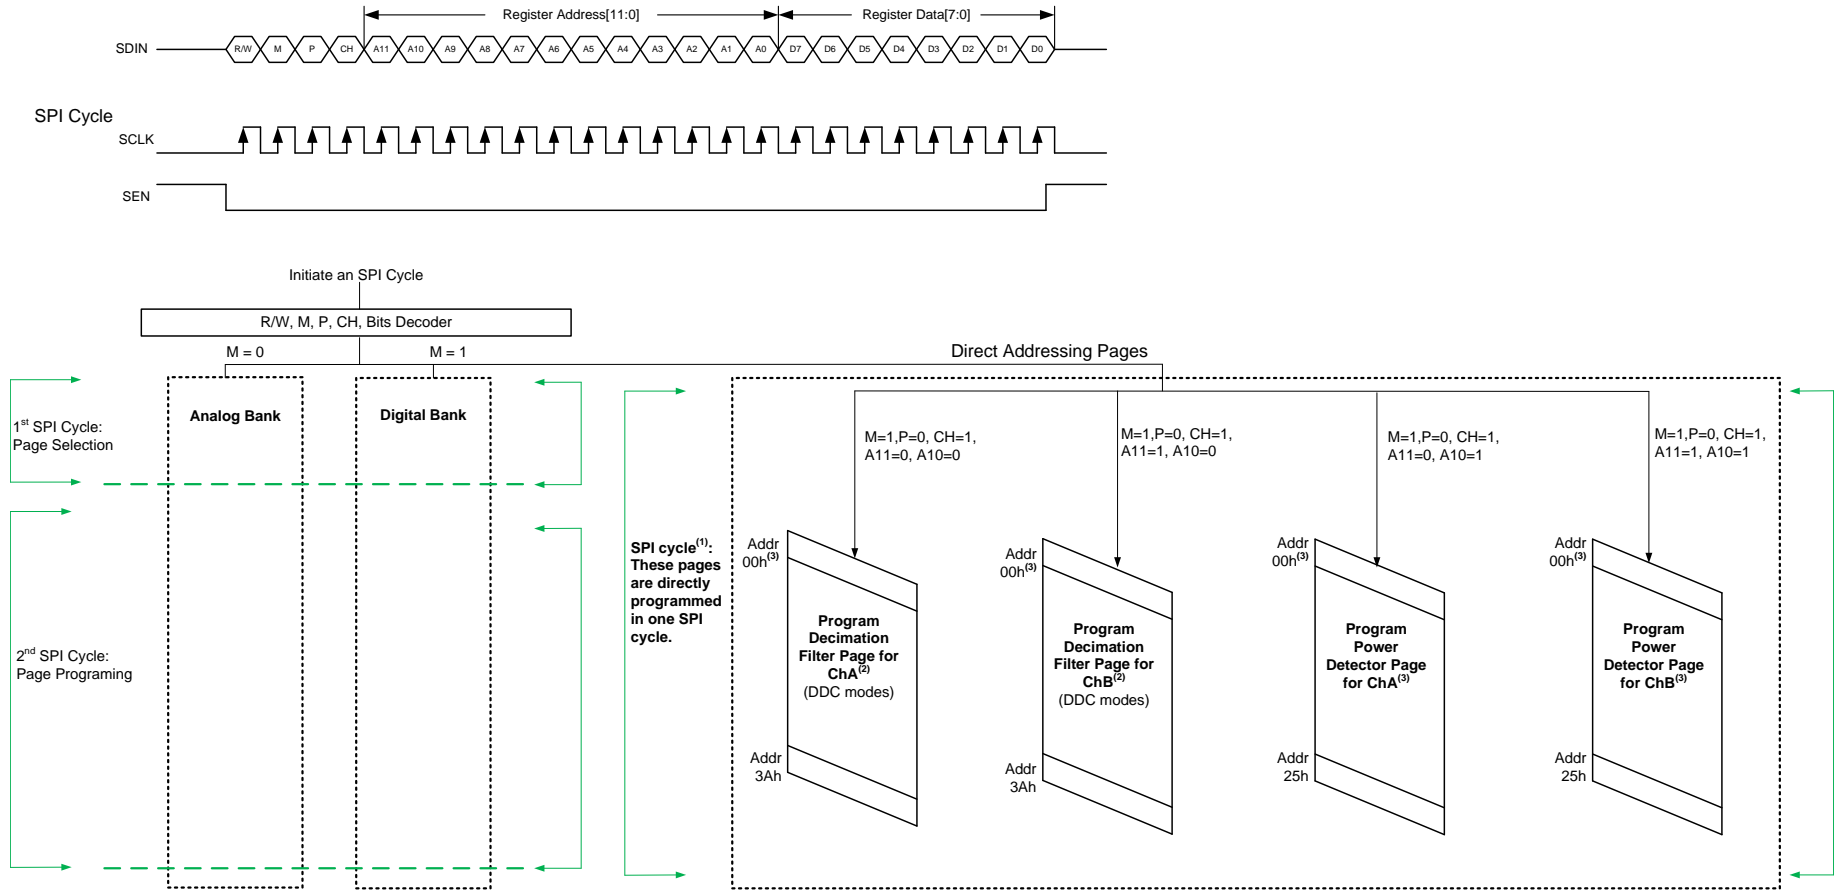 Register Address[11:0]
Register Data[7:0]
SDIN
R/W M P CH A11 A10 A9 A8 A7 A6 A5 A4 A3 A2 A1 A0 D7 D6 D5 D4 D3 D2 D1 D0
SPI Cycle
SCLK
SEN
Initiate an SPI Cycle
R/W, M, P, CH, Bits Decoder
M = 0
M = 1
Direct Addressing Pages
1st SPI Cycle:
Page Selection
Analog Bank
Digital Bank
2nd SPI Cycle:
Page Programing
SPI cycle(1):
These pages
are directly
programmed
in one SPI
cycle.
M=1,P=0, CH=1,
A11=0, A10=0
M=1,P=0, CH=1,
A11=1, A10=0
M=1,P=0, CH=1,
A11=0, A10=1
M=1,P=0, CH=1,
A11=1, A10=1
Addr
00h(3)
Program
Decimation
Filter Page for
ChA(2)
(DDC modes)
Addr
3Ah
Addr
00h(3)
Program
Decimation
Filter Page for
ChB(2)
(DDC modes)
Addr
3Ah
Addr
00h(3)
Program
Power
Detector Page
for ChA(3)
Addr
25h
Addr
00h(3)
Program
Power
Detector Page
for ChB(3)
Addr
25h